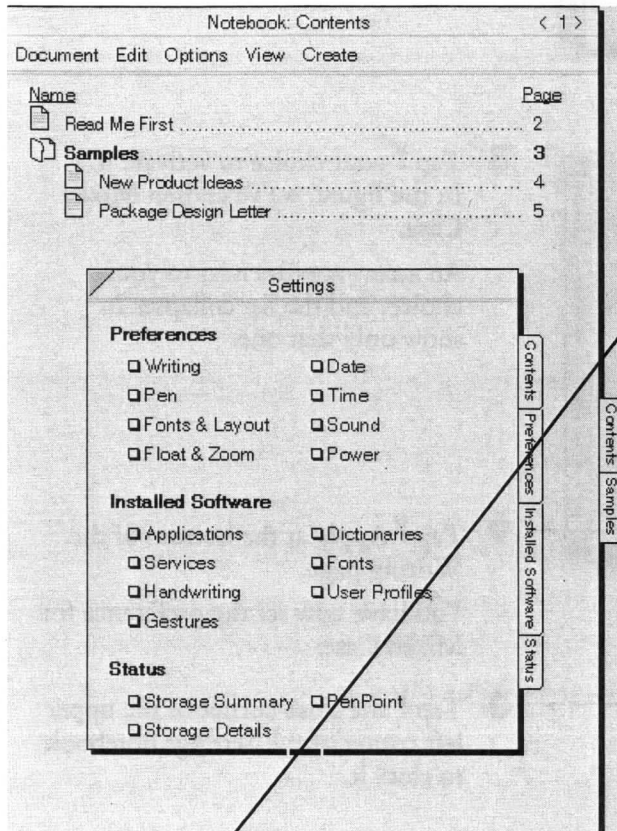 Notebook: Contents < 1 >
Document Edit Options View Create
Name Page
Read Me First 2
Samples 3
New Product Ideas 4
Package Design Letter 5
Settings
Preferences
Writing Date
Pen Time
Fonts & Layout Sound
Float & Zoom Power
Installed Software
Applications Dictionaries
Services Fonts
Handwriting User Profiles
Gestures
Status
Storage Summary PenPoint
Storage Details
Contents
Preferences
Installed Software
Status
Contents
Samples